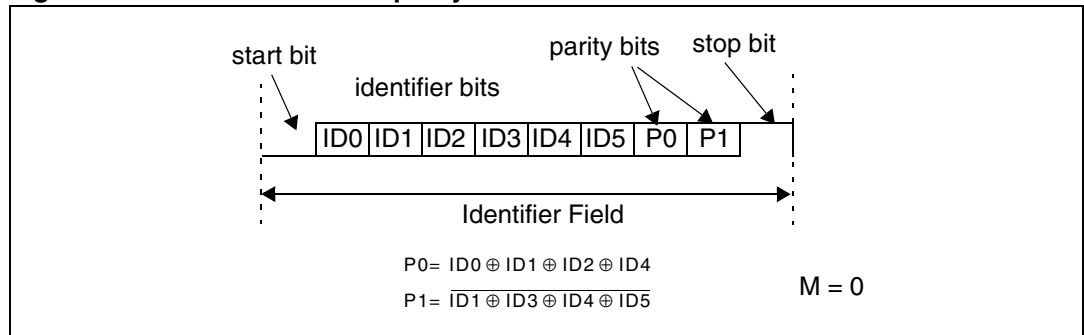 start bit
parity bits
stop bit
identifier bits
ID0 ID1 ID2 ID3 ID4 ID5 P0 P1
Identifier Field
P0= ID0 ⊕ ID1 ⊕ ID2 ⊕ ID4
P1= ID1 ⊕ ID3 ⊕ ID4 ⊕ ID5
M = 0